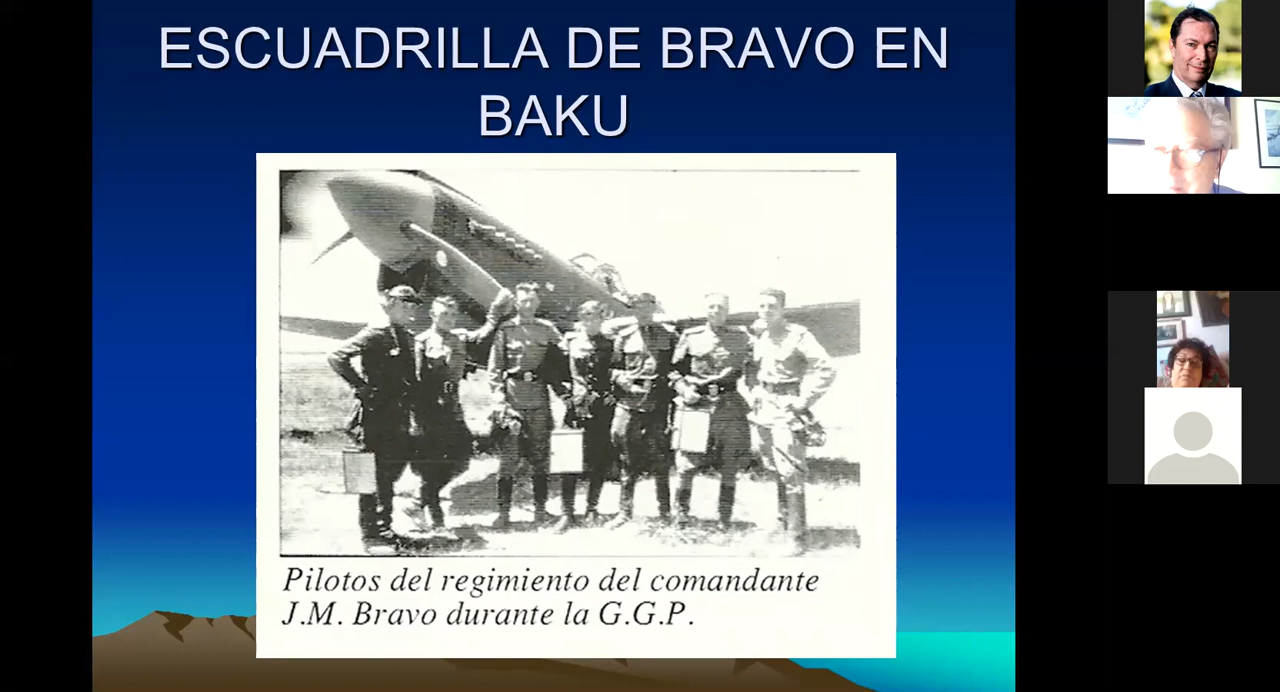 ESCUADRILLA DE BRAVO EN
BAKU
Pilotos del regimiento del comandante
J.M. Bravo durante la G.G.P.